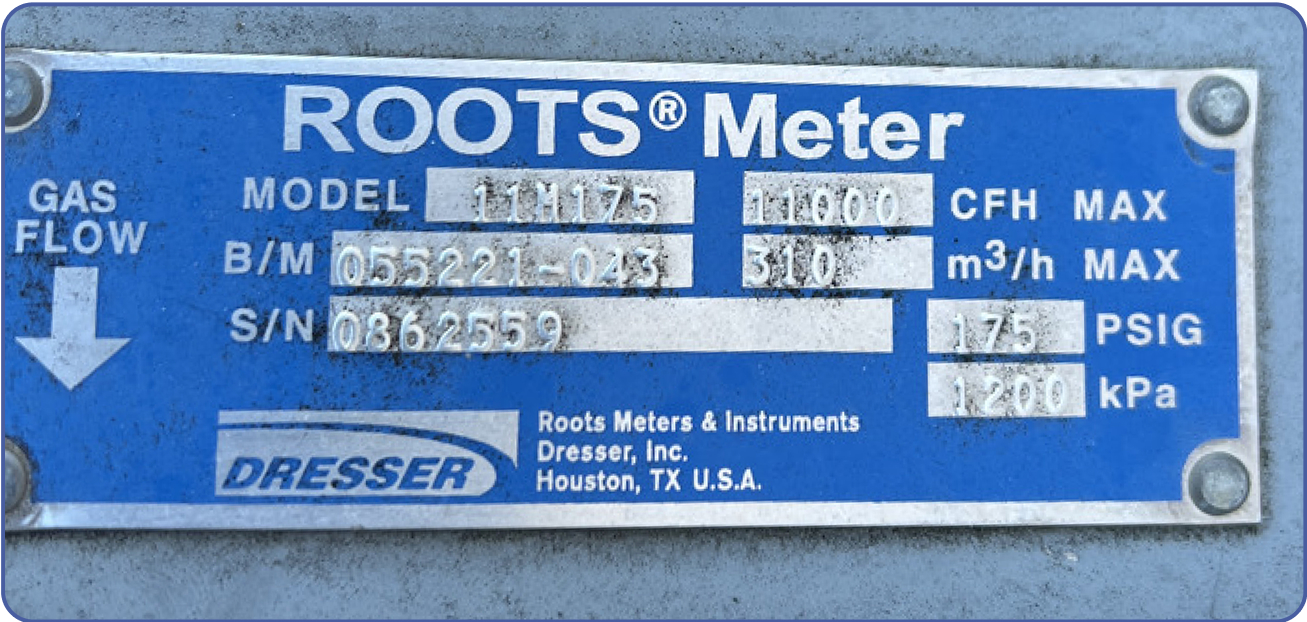 ROOTS® Meter
GAS
FLOW
MODEL 11M175 11000 CFH MAX
B/M 055221-043 310 m³/h MAX
S/N 0862559 175 PSIG
1200 kPa
DRESSER
Roots Meters & Instruments
Dresser, Inc.
Houston, TX U.S.A.